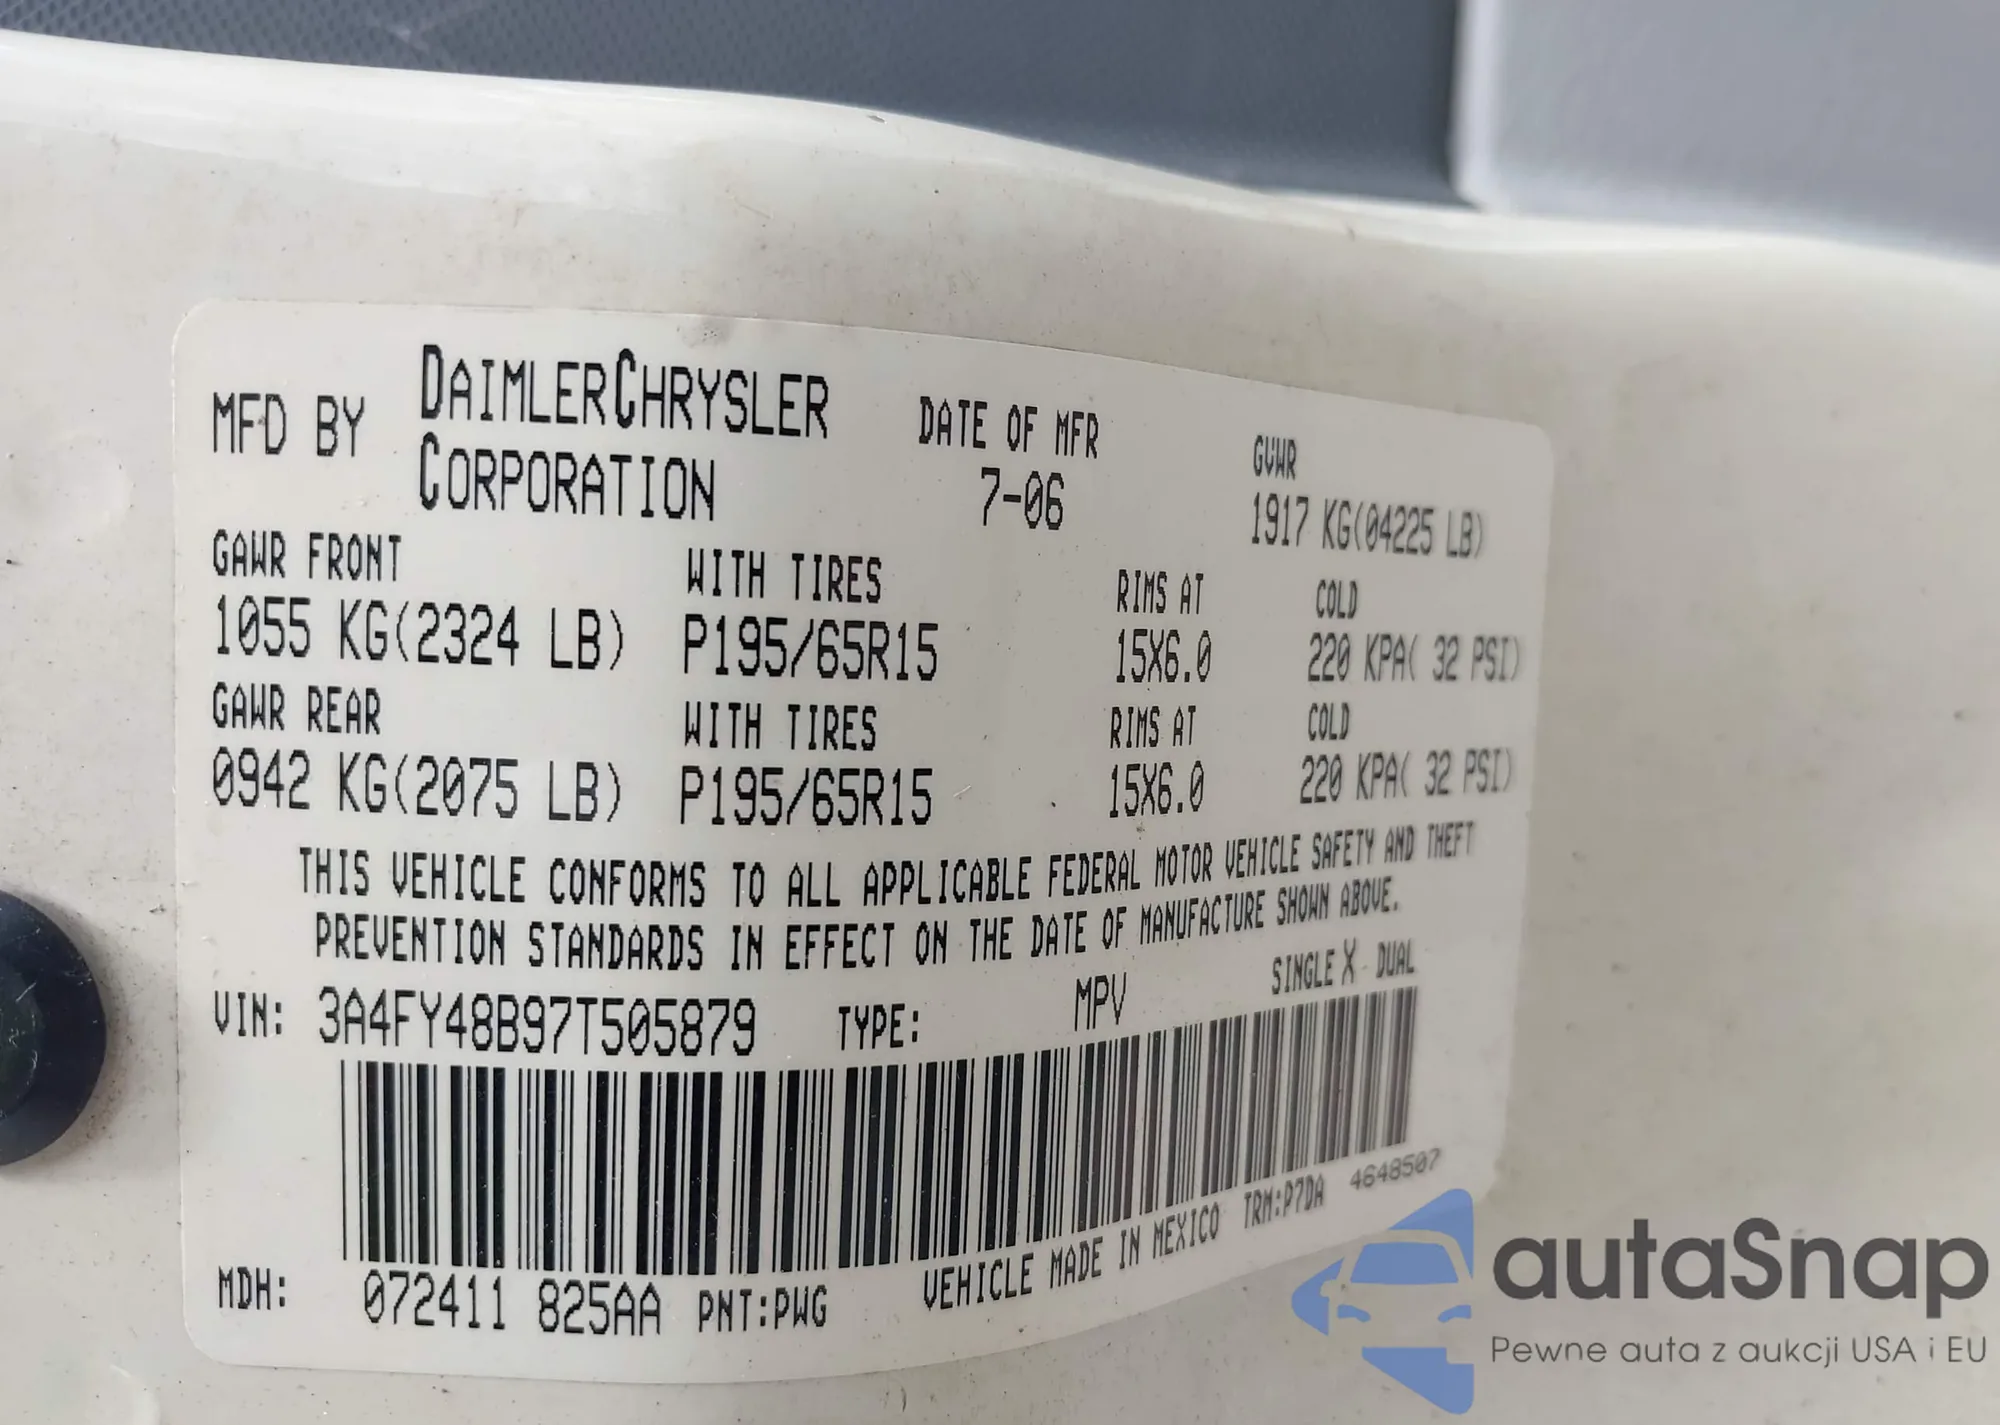 MFD BY DAIMLERCHRYSLER CORPORATION
DATE OF MFR
7-06
GVWR
1917 KG(04225 LB)
GAWR FRONT WITH TIRES RIMS AT COLD
1055 KG(2324 LB) P195/65R15 15X6.0 220 KPA( 32 PSI)
GAWR REAR WITH TIRES RIMS AT COLD
0942 KG(2075 LB) P195/65R15 15X6.0 220 KPA( 32 PSI)
THIS VEHICLE CONFORMS TO ALL APPLICABLE FEDERAL MOTOR VEHICLE SAFETY AND THEFT
PREVENTION STANDARDS IN EFFECT ON THE DATE OF MANUFACTURE SHOWN ABOVE.
VIN: 3A4FY48B97T505879 TYPE: MPV SINGLE X DUAL
MDH: 072411 825AA PNT:PWG VEHICLE MADE IN MEXICO TRM:P7DA 4648507
autaSnap
Pewne auta z aukcji USA i EU